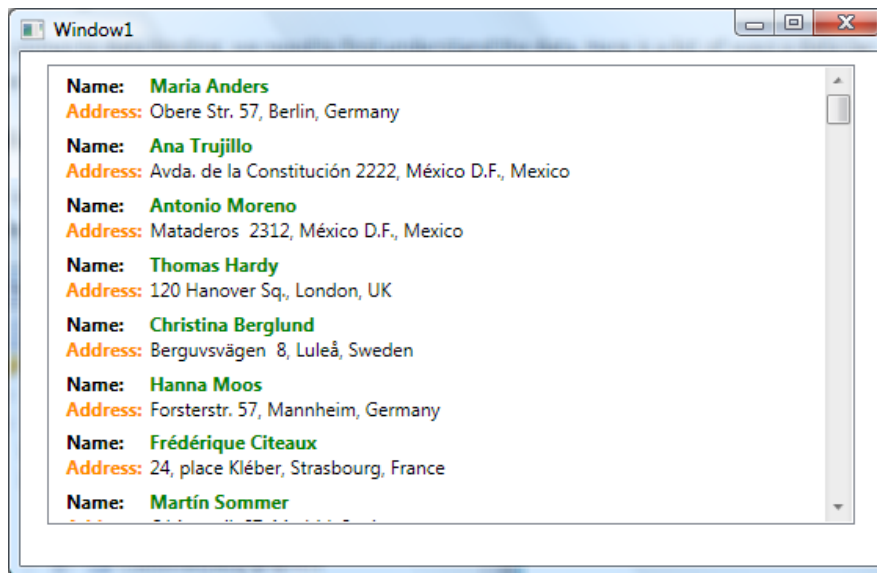 Window1
Name: Maria Anders
Address: Obere Str. 57, Berlin, Germany
Name: Ana Trujillo
Address: Avda. de la Constitución 2222, México D.F., Mexico
Name: Antonio Moreno
Address: Mataderos  2312, México D.F., Mexico
Name: Thomas Hardy
Address: 120 Hanover Sq., London, UK
Name: Christina Berglund
Address: Berguvsvägen  8, Luleå, Sweden
Name: Hanna Moos
Address: Forsterstr. 57, Mannheim, Germany
Name: Frédérique Citeaux
Address: 24, place Kléber, Strasbourg, France
Name: Martín Sommer